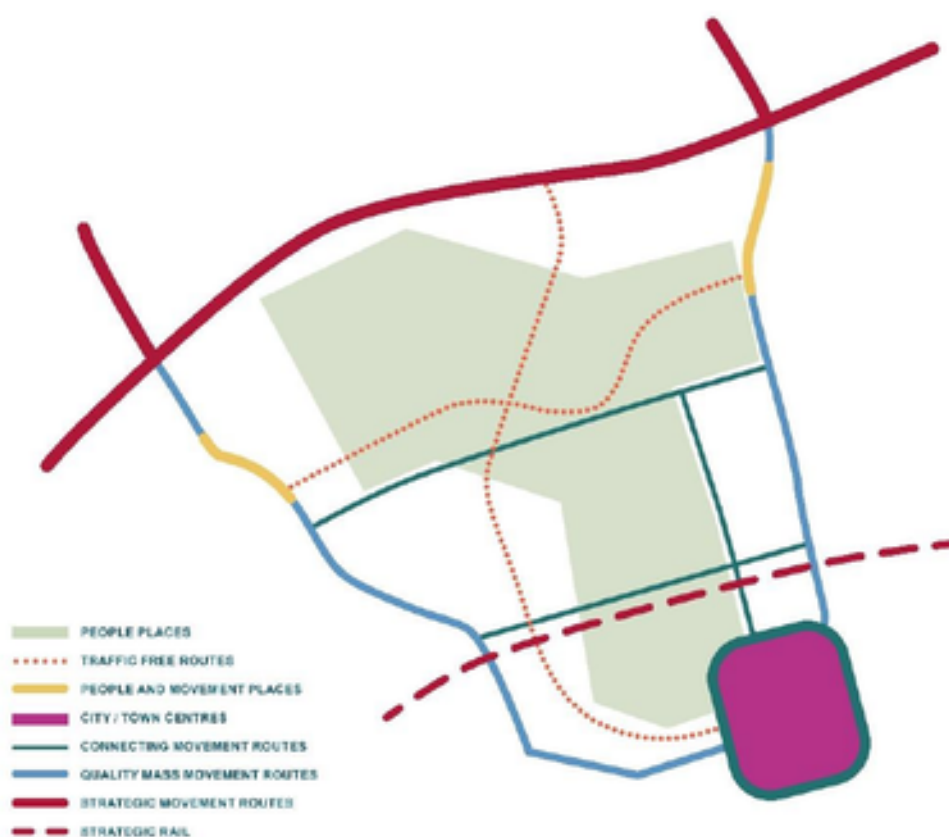 PEOPLE PLACES
TRAFFIC FREE ROUTES
PEOPLE AND MOVEMENT PLACES
CITY / TOWN CENTRES
CONNECTING MOVEMENT ROUTES
QUALITY MASS MOVEMENT ROUTES
STRATEGIC MOVEMENT ROUTES
STRATEGIC RAIL